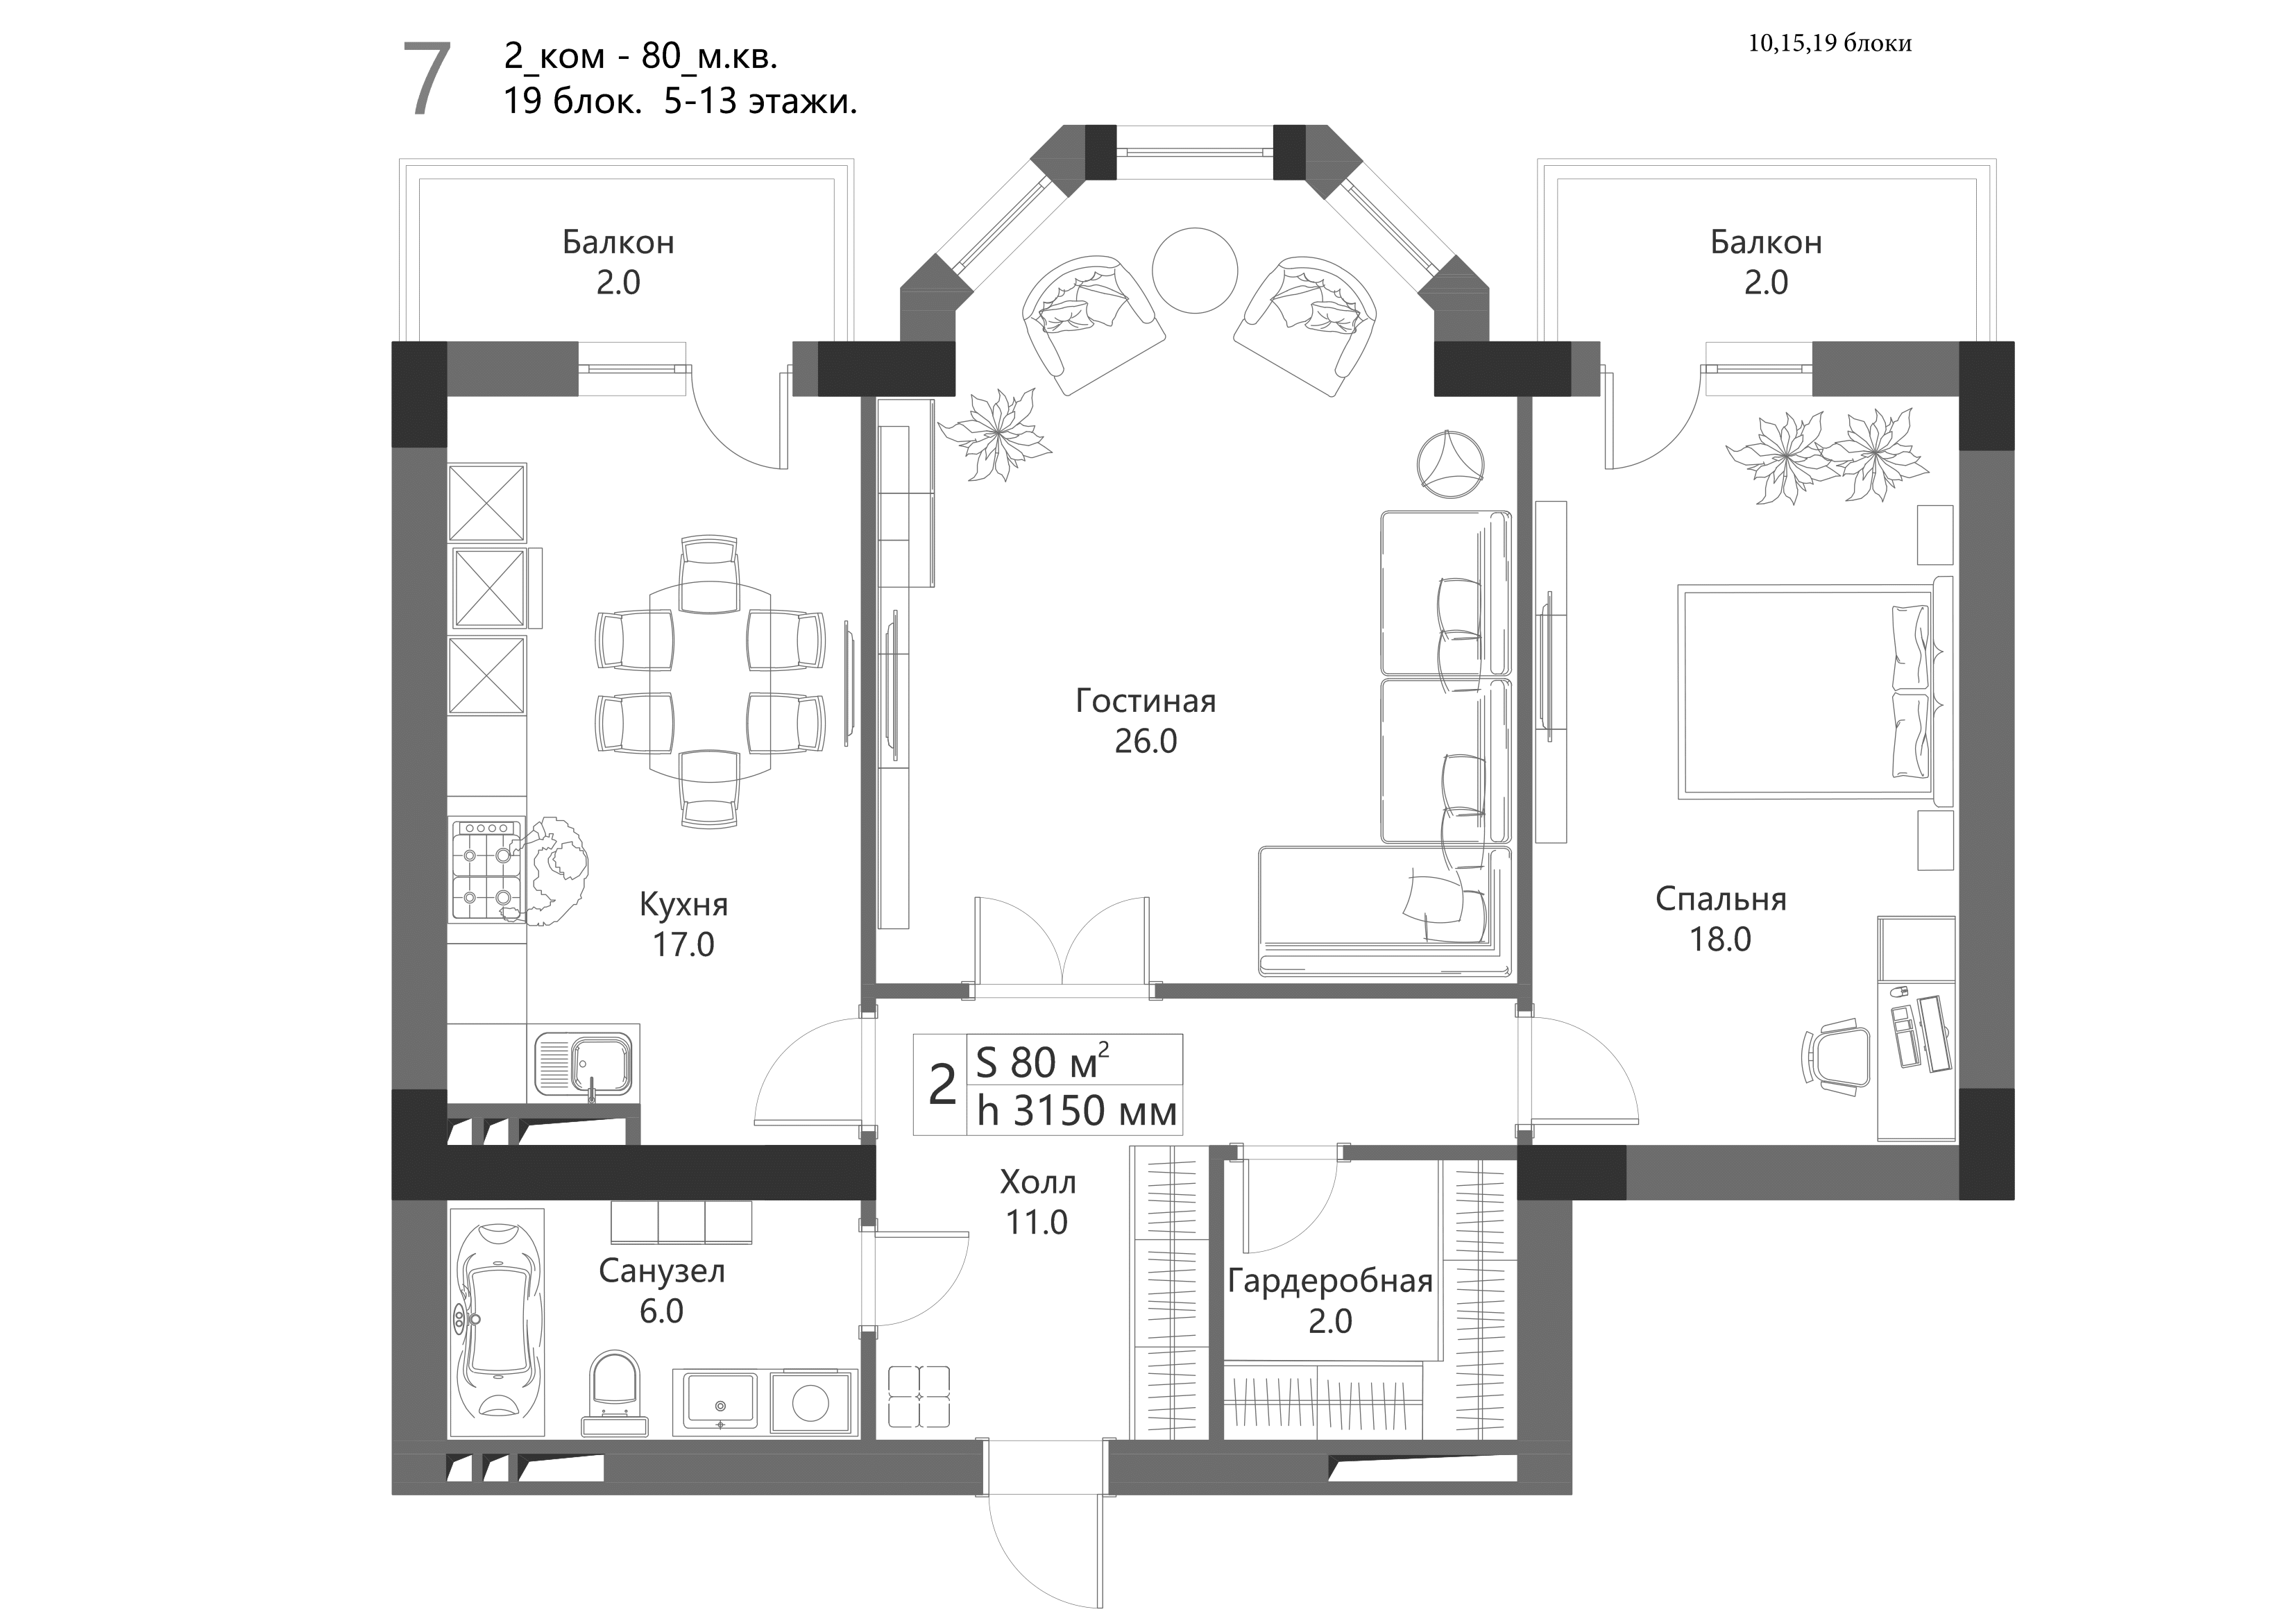 7
2_ком - 80_м.кв.
19 блок.  5-13 этажи.
10,15,19 блоки
Балкон
2.0
Балкон
2.0
Гостиная
26.0
Кухня
17.0
Спальня
18.0
2
S 80 м²
h 3150 мм
Холл
11.0
Санузел
6.0
Гардеробная
2.0